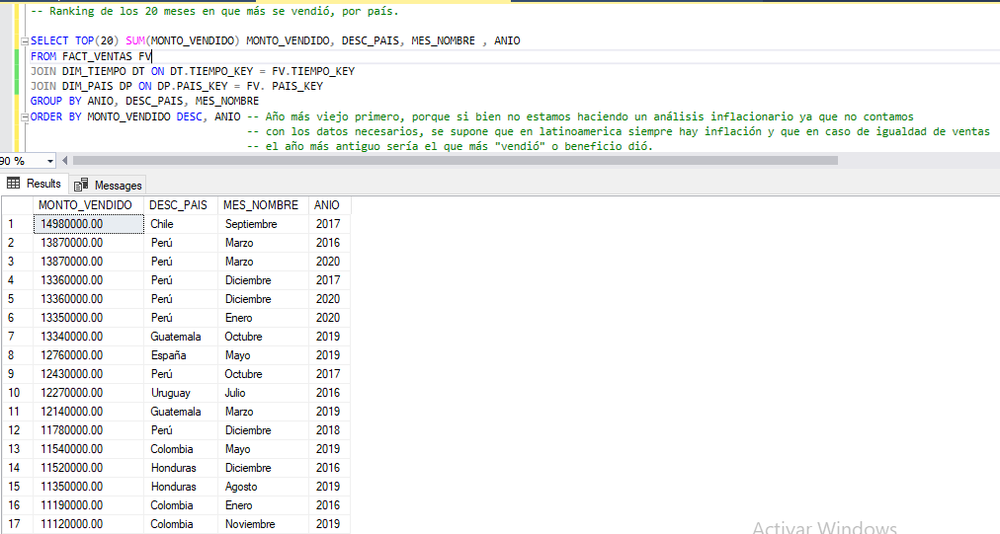 -- Ranking de los 20 meses en que más se vendió, por país.
SELECT TOP(20) SUM(MONTO_VENDIDO) MONTO_VENDIDO, DESC_PAIS, MES_NOMBRE , ANIO
FROM FACT_VENTAS FV
JOIN DIM_TIEMPO DT ON DT.TIEMPO_KEY = FV.TIEMPO_KEY
JOIN DIM_PAIS DP ON DP.PAIS_KEY = FV. PAIS_KEY
GROUP BY ANIO, DESC_PAIS, MES_NOMBRE
ORDER BY MONTO_VENDIDO DESC, ANIO -- Año más viejo primero, porque si bien no estamos haciendo un análisis inflacionario ya que no contamos
-- con los datos necesarios, se supone que en latinoamerica siempre hay inflación y que en caso de igualdad de ventas
-- el año más antiguo sería el que más "vendió" o beneficio dió.
90 %
Results Messages
MONTO_VENDIDO DESC_PAIS MES_NOMBRE ANIO
1 14980000.00 Chile Septiembre 2017
2 13870000.00 Perú Marzo 2016
3 13870000.00 Perú Marzo 2020
4 13360000.00 Perú Diciembre 2017
5 13360000.00 Perú Diciembre 2020
6 13350000.00 Perú Enero 2020
7 13340000.00 Guatemala Octubre 2019
8 12760000.00 España Mayo 2019
9 12430000.00 Perú Octubre 2017
10 12270000.00 Uruguay Julio 2016
11 12140000.00 Guatemala Marzo 2019
12 11780000.00 Perú Diciembre 2018
13 11540000.00 Colombia Mayo 2019
14 11520000.00 Honduras Diciembre 2016
15 11350000.00 Honduras Agosto 2019
16 11190000.00 Colombia Enero 2016
17 11120000.00 Colombia Noviembre 2019
Activar Windows